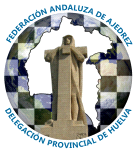 FEDERACIÓN ANDALUZA DE AJEDREZ
DELEGACIÓN PROVINCIAL DE HUELVA